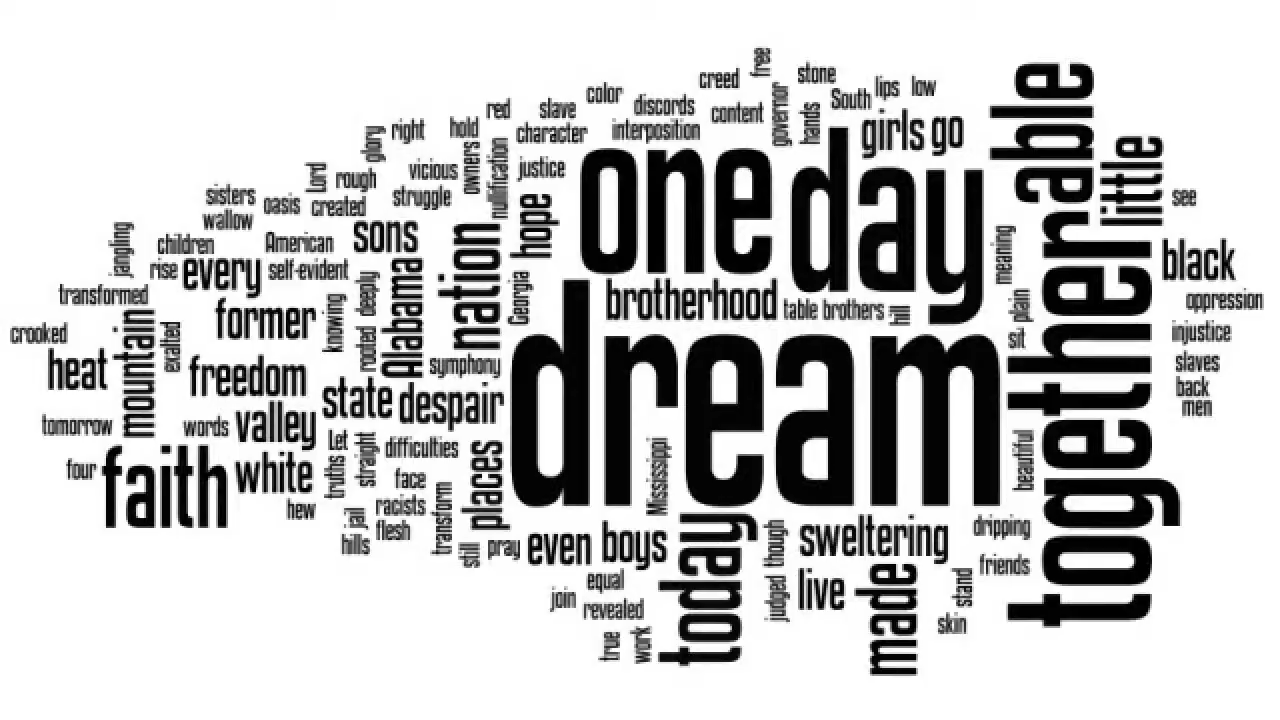 free
creed
stone
color
discords
content
governor
hands
South
lips
low
red
slave
character
interposition
girls
go
able
glory
right
hold
owners
nullification
justice
one
day
little
Lord
rough
vicious
struggle
sisters
oasis
created
wallow
hope
see
jangling
children
American
sons
nation
meaning
black
rise
every
self-evident
deeply
Alabama
Georgia
brotherhood
table
brothers
hill
plain
together
oppression
transformed
crooked
mountain
exalted
former
knowing
rooted
symphony
dream
sit
injustice
heat
freedom
slaves
back
men
state
despair
tomorrow
words
valley
Let
truths
straight
difficulties
places
Mississippi
beautiful
four
faith
white
face
hew
jail
racists
hills
flesh
transform
still
pray
even
boys
today
though
sweltering
dripping
friends
equal
join
revealed
judged
live
made
stand
skin
true
work